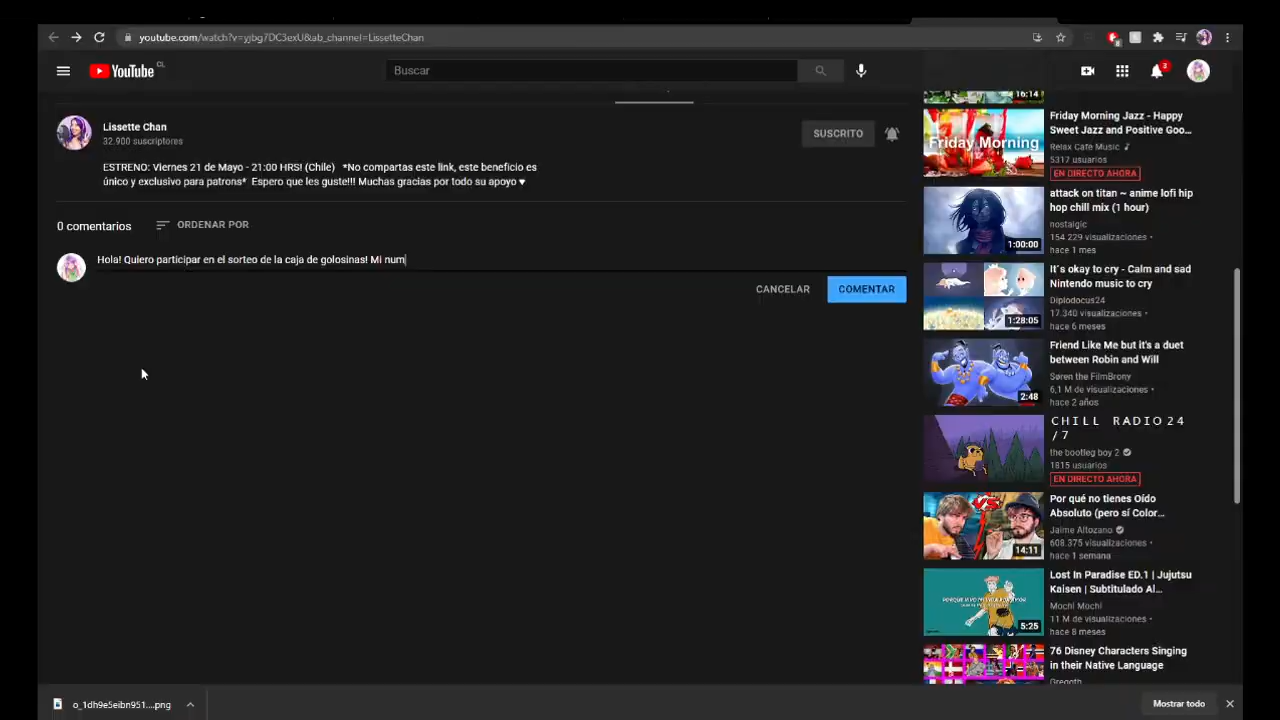 youtube.com/watch?v=yjbg7DC3exU&ab_channel=LissetteChan
YouTube CL
Buscar
3
Lissette Chan
32.900 suscriptores
SUSCRITO
ESTRENO: Viernes 21 de Mayo - 21:00 HRS! (Chile) *No compartas este link, este beneficio es
único y exclusivo para patrons* Espero que les guste!!! Muchas gracias por todo su apoyo ♥
0 comentarios
ORDENAR POR
Hola! Quiero participar en el sorteo de la caja de golosinas! Mi num
CANCELAR
COMENTAR
16:14
Friday Morning
Friday Morning Jazz - Happy
Sweet Jazz and Positive Goo...
Relax Cafe Music
5317 usuarios
EN DIRECTO AHORA
1:00:00
attack on titan ~ anime lofi hip
hop chill mix (1 hour)
nostalgic
154 229 visualizaciones •
hace 1 mes
1:28:05
It´s okay to cry - Calm and sad
Nintendo music to cry
Diplodocus24
17.340 visualizaciones •
hace 6 meses
2:48
Friend Like Me but it's a duet
between Robin and Will
Søren the FilmBrony
6,1 M de visualizaciones •
hace 2 años
C H I L L R A D I O 2 4
/ 7
the bootleg boy 2
1815 usuarios
EN DIRECTO AHORA
VS
14:11
Por qué no tienes Oído
Absoluto (pero sí Color...
Jaime Altozano
608.375 visualizaciones •
hace 1 semana
5:25
Lost In Paradise ED.1 | Jujutsu
Kaisen | Subtitulado Al...
Mochi Mochi
11 M de visualizaciones •
hace 8 meses
76 Disney Characters Singing
in their Native Language
Gregoth
o_1dh9e5eibn951....png
Mostrar todo